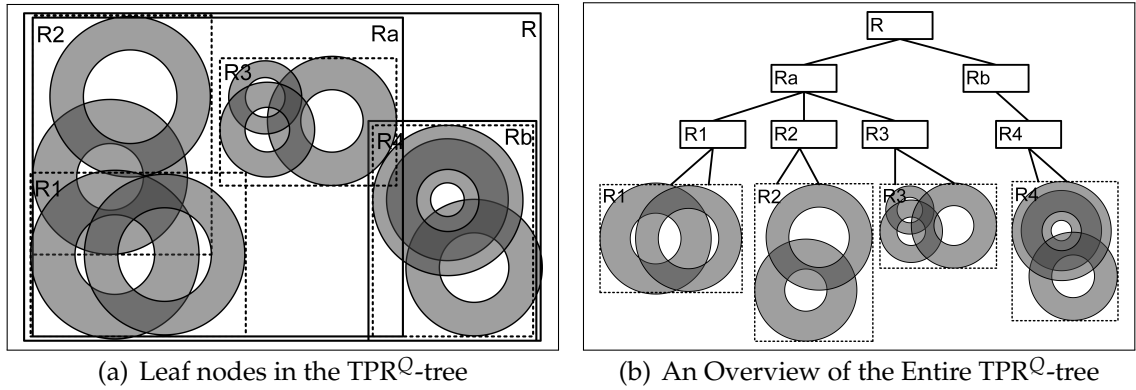 R2 Ra R
R3
R4 Rb
R1
(a) Leaf nodes in the TPR^Q-tree
R
Ra Rb
R1 R2 R3 R4
R1 R2 R3 R4
(b) An Overview of the Entire TPR^Q-tree